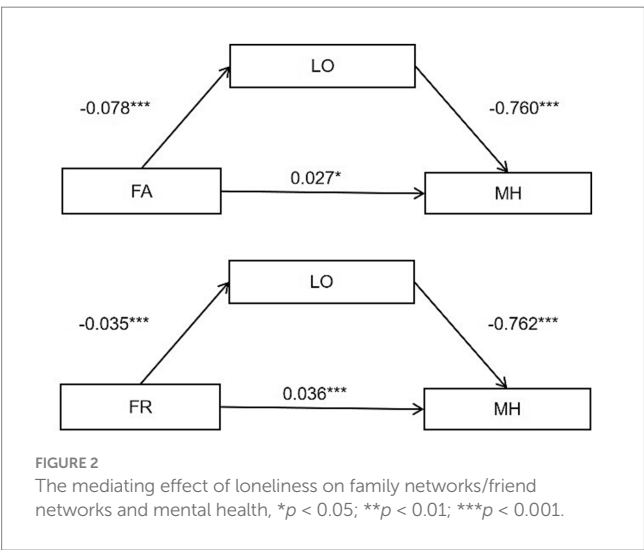 LO
-0.078***
-0.760***
FA
0.027*
MH
LO
-0.035***
-0.762***
FR
0.036***
MH
FIGURE 2
The mediating effect of loneliness on family networks/friend
networks and mental health, *p < 0.05; **p < 0.01; ***p < 0.001.